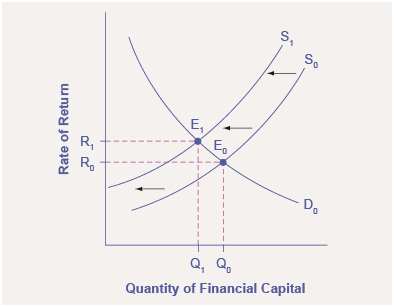 S1
S0
E1
E0
R1
R0
Rate of Return
D0
Q1 Q0
Quantity of Financial Capital